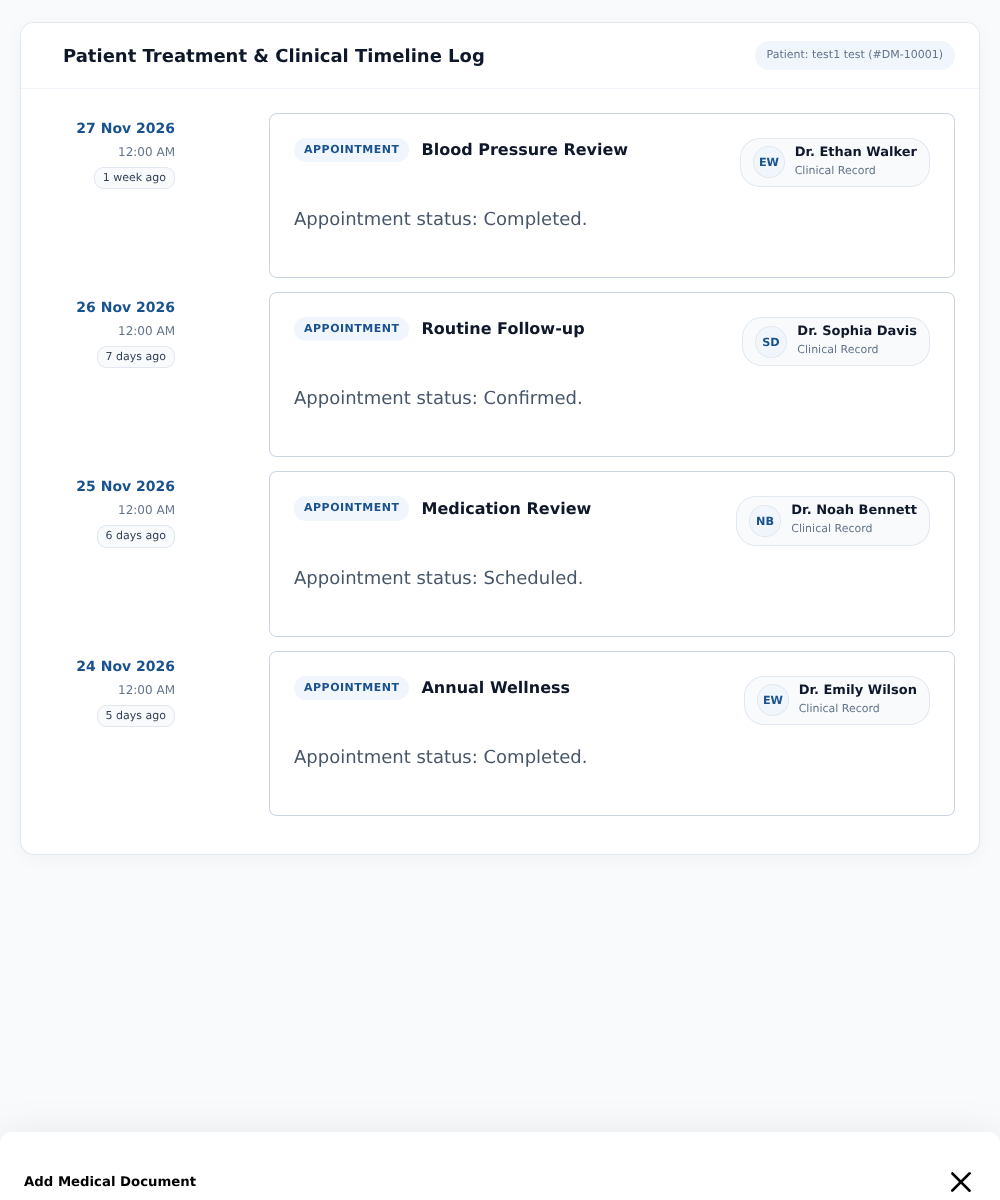 Patient Treatment & Clinical Timeline Log
Patient: test1 test (#DM-10001)
27 Nov 2026
12:00 AM
1 week ago
APPOINTMENT
Blood Pressure Review
EW
Dr. Ethan Walker
Clinical Record
Appointment status: Completed.
26 Nov 2026
12:00 AM
7 days ago
APPOINTMENT
Routine Follow-up
SD
Dr. Sophia Davis
Clinical Record
Appointment status: Confirmed.
25 Nov 2026
12:00 AM
6 days ago
APPOINTMENT
Medication Review
NB
Dr. Noah Bennett
Clinical Record
Appointment status: Scheduled.
24 Nov 2026
12:00 AM
5 days ago
APPOINTMENT
Annual Wellness
EW
Dr. Emily Wilson
Clinical Record
Appointment status: Completed.
Add Medical Document